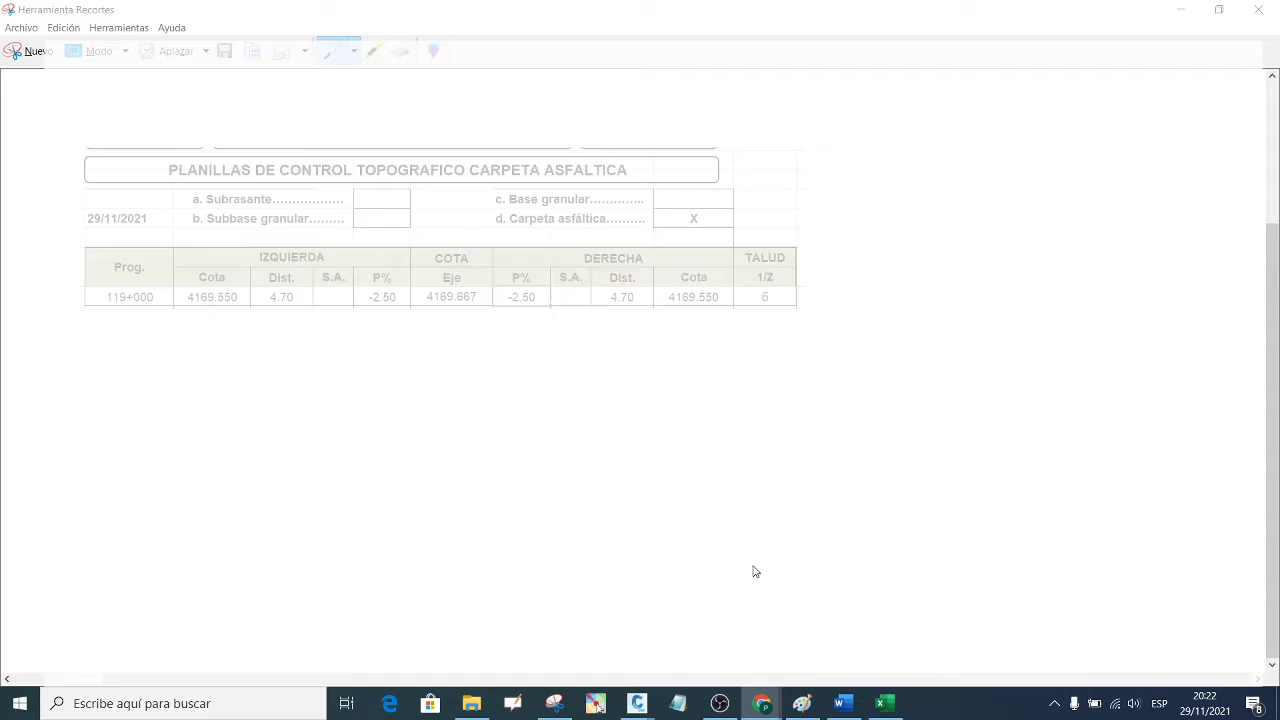 Herramienta Recortes
Archivo Edición Herramientas Ayuda
Nuevo Modo Aplazar
PLANILLAS DE CONTROL TOPOGRAFICO CARPETA ASFALTICA
a. Subrasante.................. c. Base granular.............
29/11/2021 b. Subbase granular......... d. Carpeta asfáltica.......... X
Prog. IZQUIERDA COTA DERECHA TALUD
Cota Dist. S.A. P% Eje P% S.A. Dist. Cota 1/Z
119+000 4169.550 4.70 -2.50 4169.667 -2.50 4.70 4169.550 6
Escribe aquí para buscar
ESP
20:22
29/11/2021